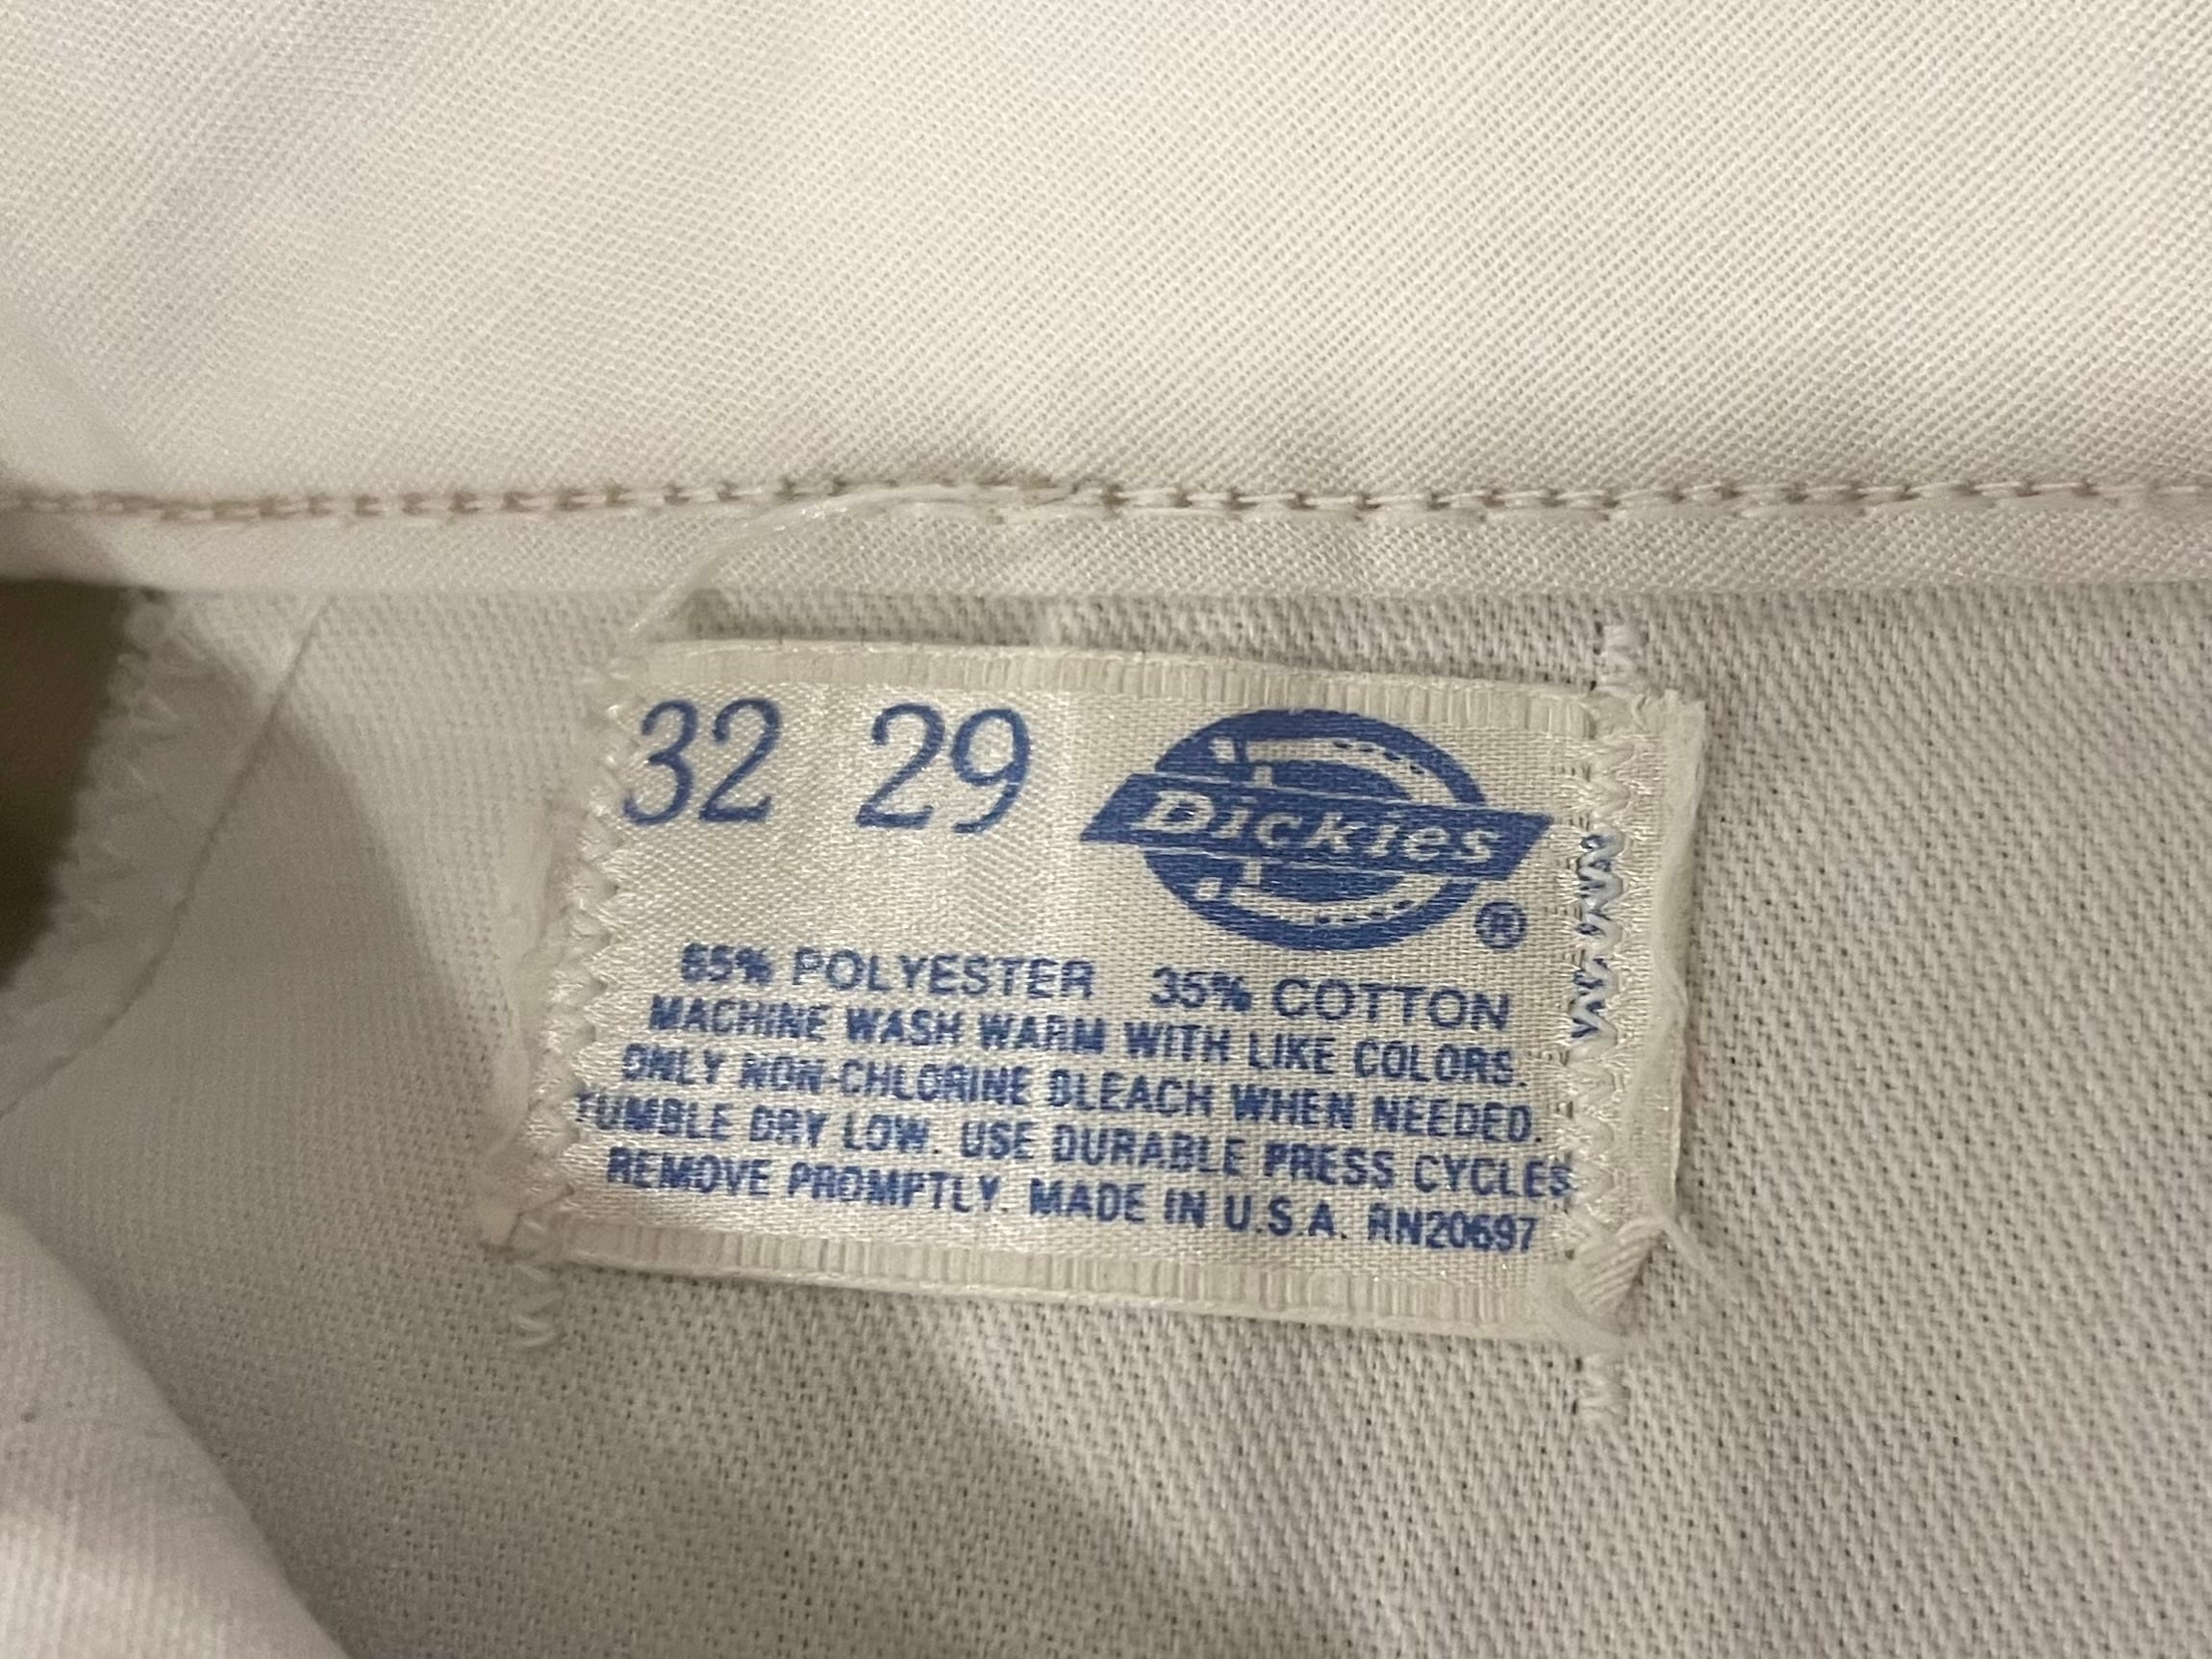 32 29 Dickies ®
65% POLYESTER 35% COTTON
MACHINE WASH WARM WITH LIKE COLORS.
ONLY NON-CHLORINE BLEACH WHEN NEEDED.
TUMBLE DRY LOW. USE DURABLE PRESS CYCLES
REMOVE PROMPTLY. MADE IN U.S.A. RN20697